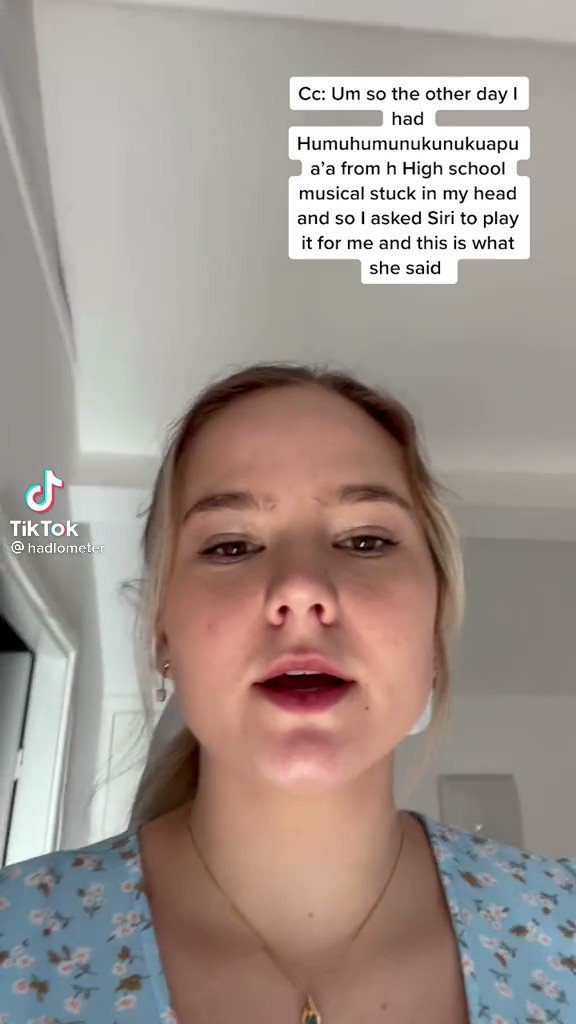 Cc: Um so the other day I
had
Humuhumunukunukuapu
a’a from h High school
musical stuck in my head
and so I asked Siri to play
it for me and this is what
she said
TikTok
@hadlometer